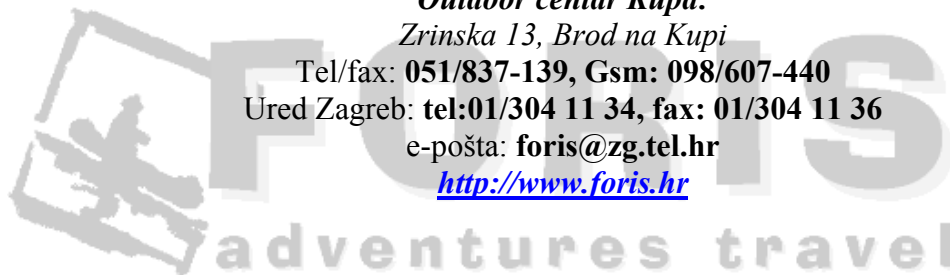 Outdoor centar Kupa:
Zrinska 13, Brod na Kupi
Tel/fax: 051/837-139, Gsm: 098/607-440
Ured Zagreb: tel:01/304 11 34, fax: 01/304 11 36
e-pošta: foris@zg.tel.hr
http://www.foris.hr
FORIS
adventures travel